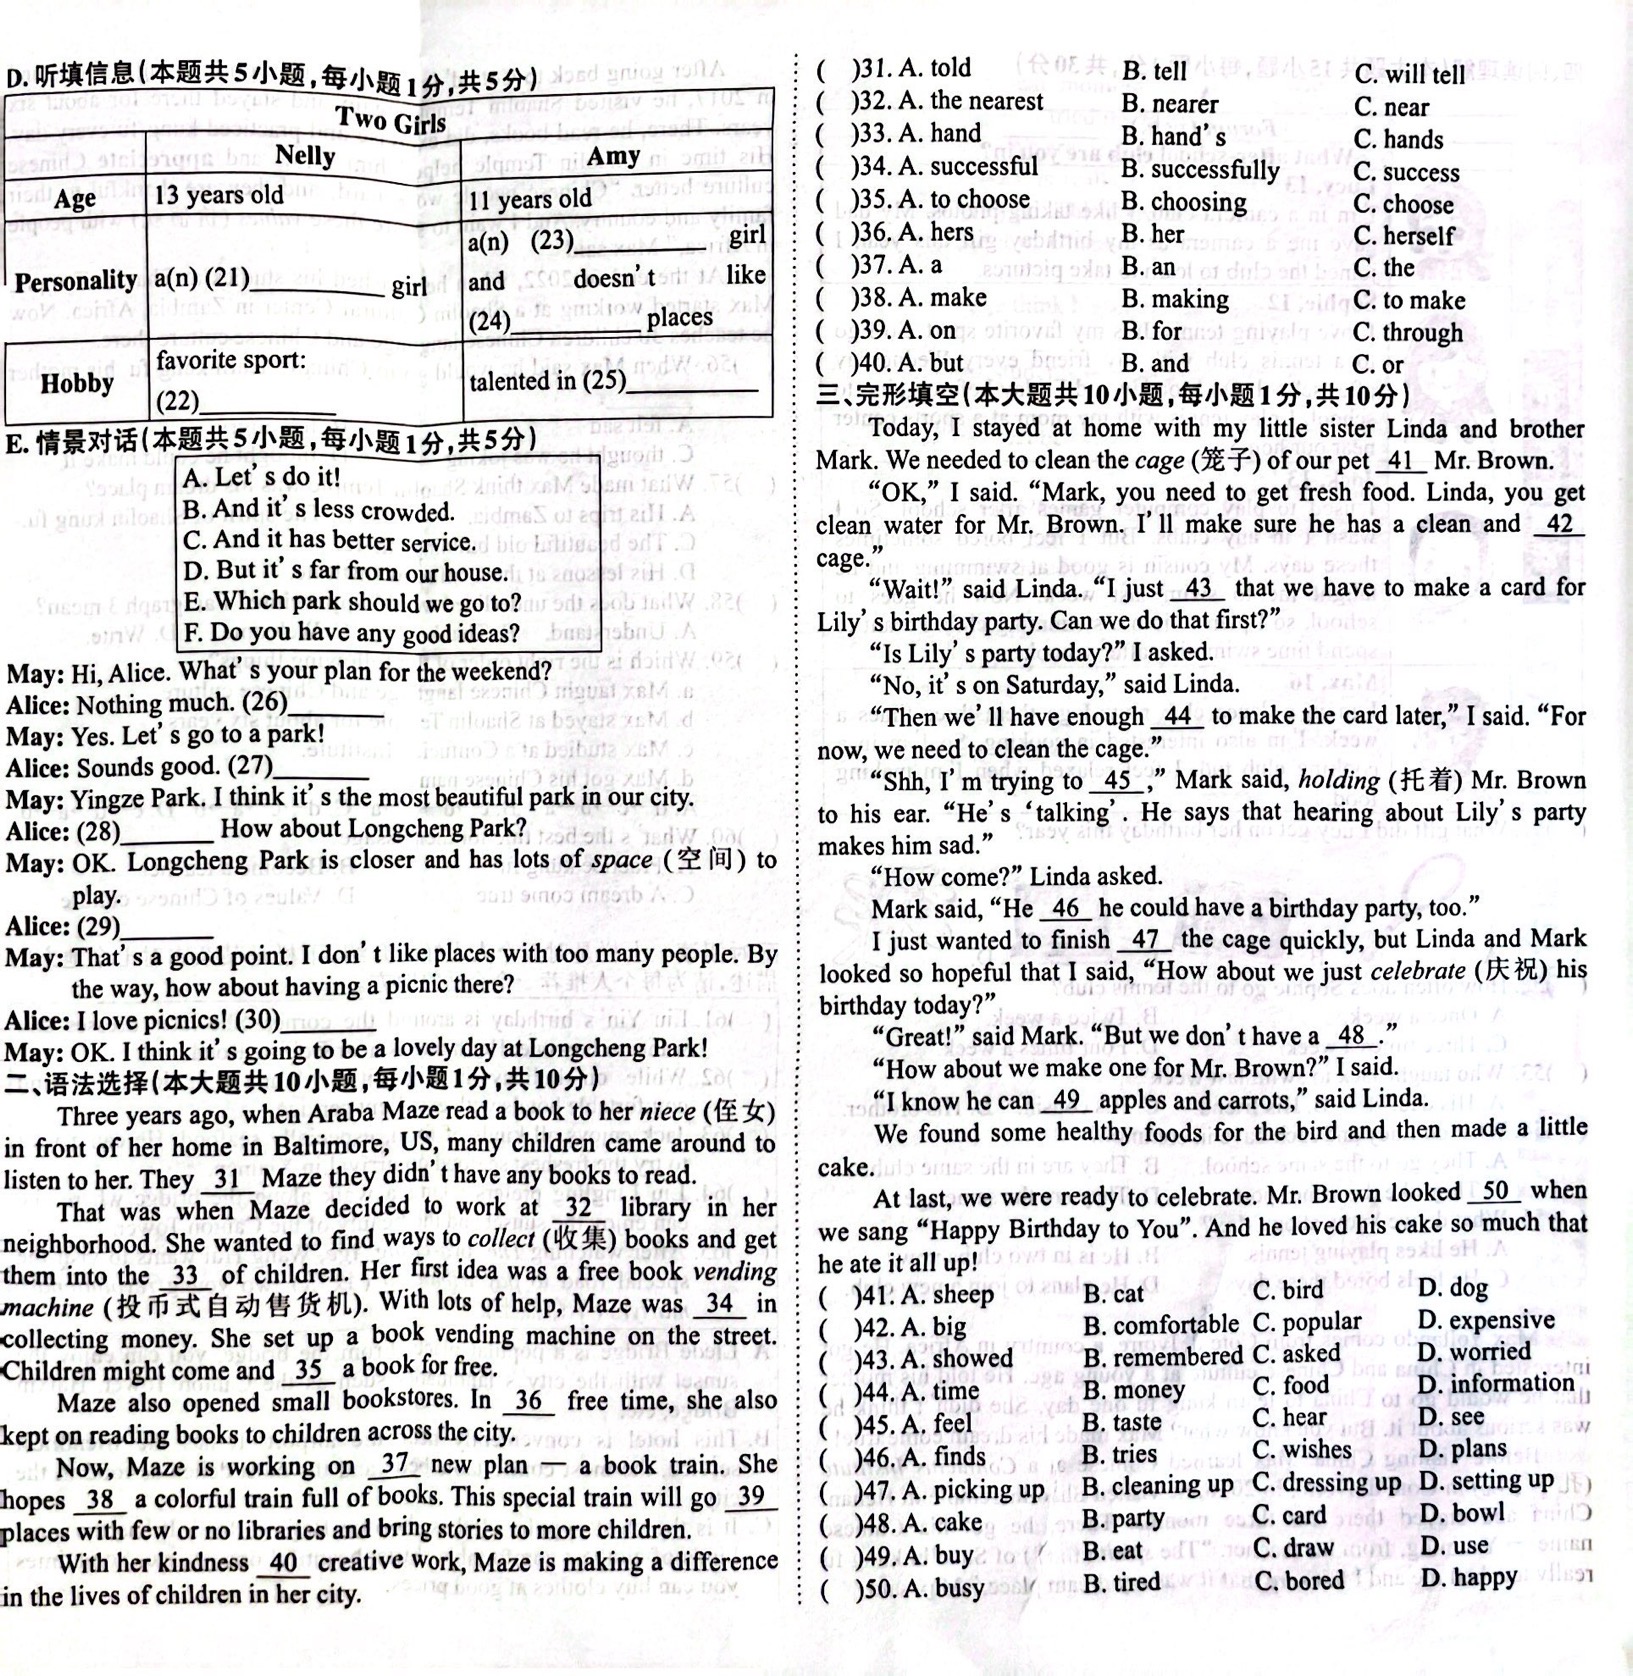 D. 听填信息(本题共5小题,每小题1分,共5分)
Two Girls
Nelly Amy
Age 13 years old 11 years old
Personality a(n) (21)________ girl a(n) (23)________ girl
and doesn't like
(24)________ places
Hobby favorite sport:
(22)________ talented in (25)________
E. 情景对话(本题共5小题,每小题1分,共5分)
A. Let's do it!
B. And it's less crowded.
C. And it has better service.
D. But it's far from our house.
E. Which park should we go to?
F. Do you have any good ideas?
May: Hi, Alice. What's your plan for the weekend?
Alice: Nothing much. (26)________
May: Yes. Let's go to a park!
Alice: Sounds good. (27)________
May: Yingze Park. I think it's the most beautiful park in our city.
Alice: (28)________ How about Longcheng Park?
May: OK. Longcheng Park is closer and has lots of space (空间) to
play.
Alice: (29)________
May: That's a good point. I don't like places with too many people. By
the way, how about having a picnic there?
Alice: I love picnics! (30)________
May: OK. I think it's going to be a lovely day at Longcheng Park!
二、语法选择(本大题共10小题,每小题1分,共10分)
Three years ago, when Araba Maze read a book to her niece (侄女)
in front of her home in Baltimore, US, many children came around to
listen to her. They 31 Maze they didn't have any books to read.
That was when Maze decided to work at 32 library in her
neighborhood. She wanted to find ways to collect (收集) books and get
them into the 33 of children. Her first idea was a free book vending
machine (投币式自动售货机). With lots of help, Maze was 34 in
collecting money. She set up a book vending machine on the street.
Children might come and 35 a book for free.
Maze also opened small bookstores. In 36 free time, she also
kept on reading books to children across the city.
Now, Maze is working on 37 new plan — a book train. She
hopes 38 a colorful train full of books. This special train will go 39
places with few or no libraries and bring stories to more children.
With her kindness 40 creative work, Maze is making a difference
in the lives of children in her city.
( )31. A. told B. tell C. will tell
( )32. A. the nearest B. nearer C. near
( )33. A. hand B. hand's C. hands
( )34. A. successful B. successfully C. success
( )35. A. to choose B. choosing C. choose
( )36. A. hers B. her C. herself
( )37. A. a B. an C. the
( )38. A. make B. making C. to make
( )39. A. on B. for C. through
( )40. A. but B. and C. or
三、完形填空(本大题共10小题,每小题1分,共10分)
Today, I stayed at home with my little sister Linda and brother
Mark. We needed to clean the cage (笼子) of our pet 41 Mr. Brown.
"OK," I said. "Mark, you need to get fresh food. Linda, you get
clean water for Mr. Brown. I'll make sure he has a clean and 42
cage."
"Wait!" said Linda. "I just 43 that we have to make a card for
Lily's birthday party. Can we do that first?"
"Is Lily's party today?" I asked.
"No, it's on Saturday," said Linda.
"Then we'll have enough 44 to make the card later," I said. "For
now, we need to clean the cage."
"Shh, I'm trying to 45," Mark said, holding (托着) Mr. Brown
to his ear. "He's 'talking'. He says that hearing about Lily's party
makes him sad."
"How come?" Linda asked.
Mark said, "He 46 he could have a birthday party, too."
I just wanted to finish 47 the cage quickly, but Linda and Mark
looked so hopeful that I said, "How about we just celebrate (庆祝) his
birthday today?"
"Great!" said Mark. "But we don't have a 48."
"How about we make one for Mr. Brown?" I said.
"I know he can 49 apples and carrots," said Linda.
We found some healthy foods for the bird and then made a little
cake.
At last, we were ready to celebrate. Mr. Brown looked 50 when
we sang "Happy Birthday to You". And he loved his cake so much that
he ate it all up!
( )41. A. sheep B. cat C. bird D. dog
( )42. A. big B. comfortable C. popular D. expensive
( )43. A. showed B. remembered C. asked D. worried
( )44. A. time B. money C. food D. information
( )45. A. feel B. taste C. hear D. see
( )46. A. finds B. tries C. wishes D. plans
( )47. A. picking up B. cleaning up C. dressing up D. setting up
( )48. A. cake B. party C. card D. bowl
( )49. A. buy B. eat C. draw D. use
( )50. A. busy B. tired C. bored D. happy